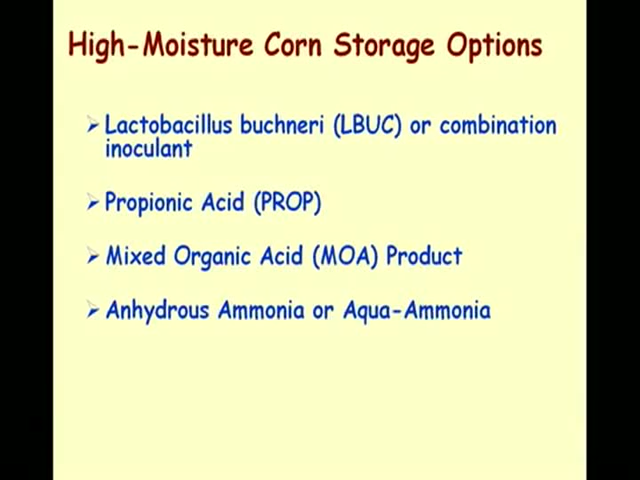 High-Moisture Corn Storage Options
Lactobacillus buchneri (LBUC) or combination
inoculant
Propionic Acid (PROP)
Mixed Organic Acid (MOA) Product
Anhydrous Ammonia or Aqua-Ammonia